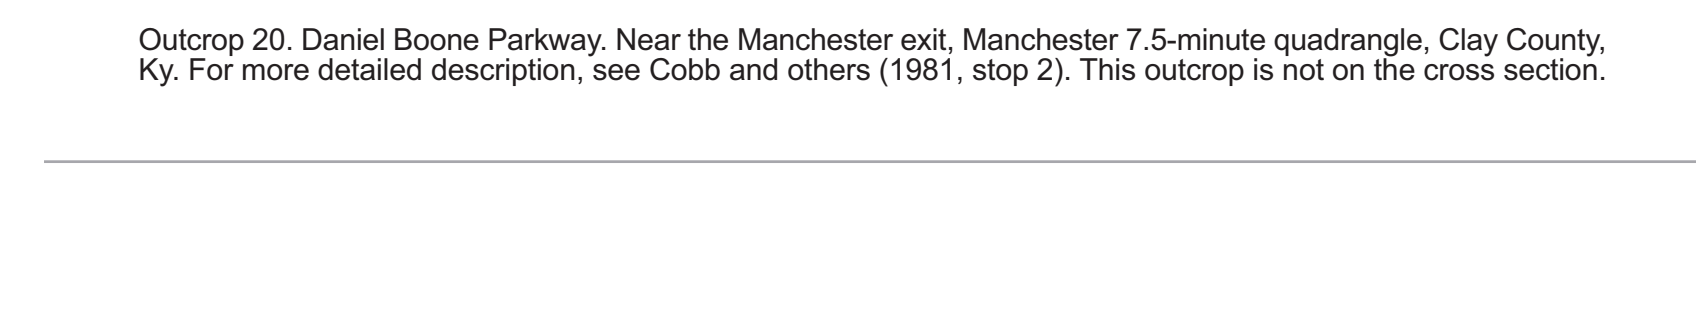 Outcrop 20. Daniel Boone Parkway. Near the Manchester exit, Manchester 7.5-minute quadrangle, Clay County,
Ky. For more detailed description, see Cobb and others (1981, stop 2). This outcrop is not on the cross section.